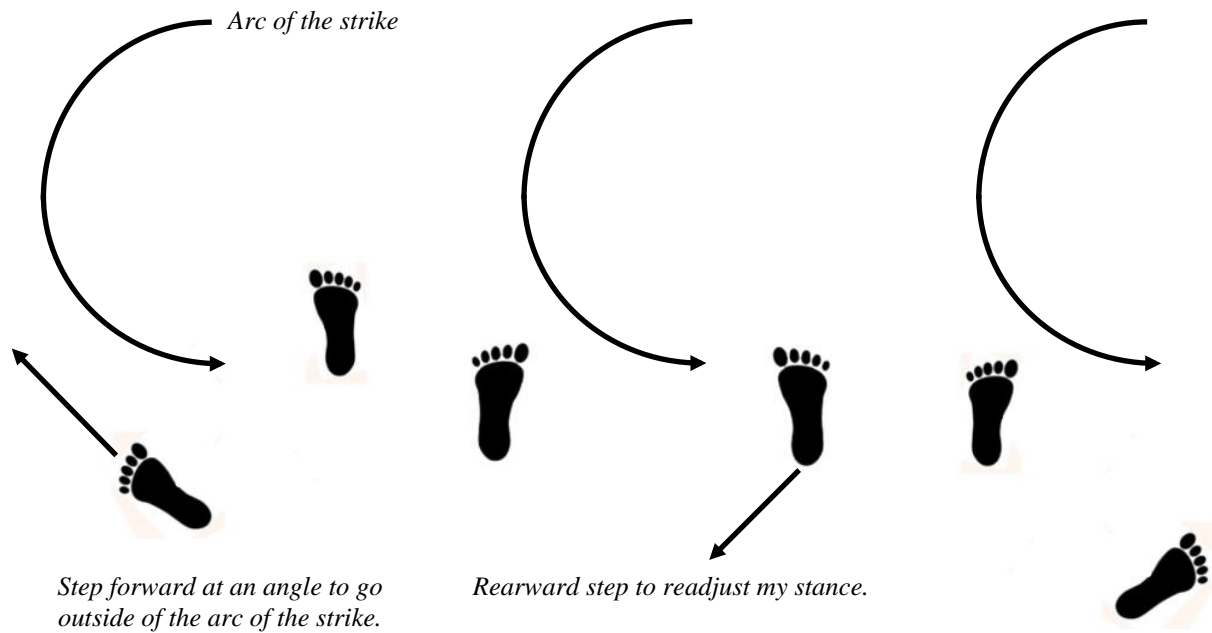 Arc of the strike
Step forward at an angle to go
outside of the arc of the strike.
Rearward step to readjust my stance.